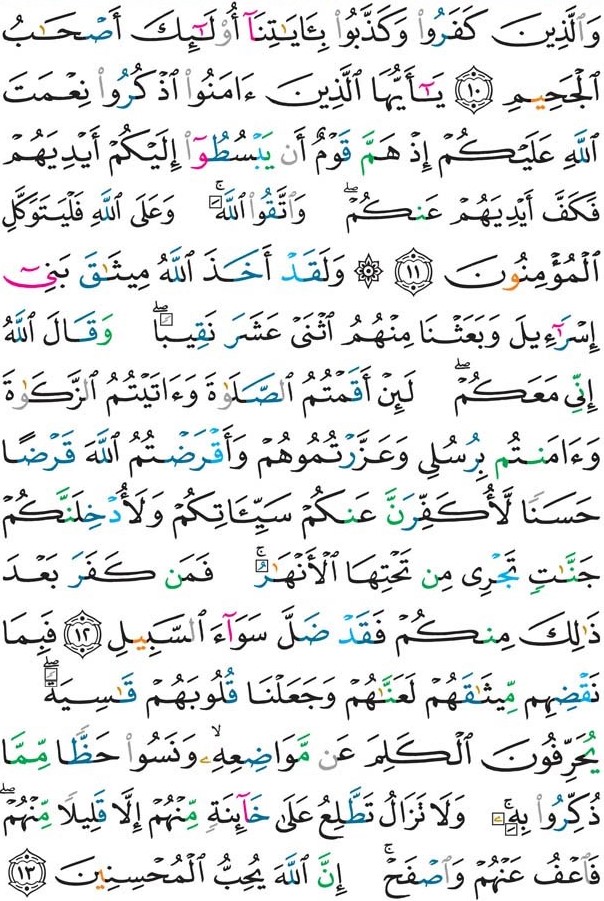 وَٱلَّذِينَ كَفَرُوا۟ وَكَذَّبُوا۟ بِـَٔايَـٰتِنَآ أُو۟لَـٰٓئِكَ أَصْحَـٰبُ
ٱلْجَحِيمِ ١٠ يَـٰٓأَيُّهَا ٱلَّذِينَ ءَامَنُوا۟ ٱذْكُرُوا۟ نِعْمَتَ
ٱللَّهِ عَلَيْكُمْ إِذْ هَمَّ قَوْمٌ أَن يَبْسُطُوٓا۟ إِلَيْكُمْ أَيْدِيَهُمْ
فَكَفَّ أَيْدِيَهُمْ عَنكُمْ ۖ وَٱتَّقُوا۟ ٱللَّهَ ۚ وَعَلَى ٱللَّهِ فَلْيَتَوَكَّلِ
ٱلْمُؤْمِنُونَ ١١ ۞ وَلَقَدْ أَخَذَ ٱللَّهُ مِيثَـٰقَ بَنِىٓ
إِسْرَٰٓءِيلَ وَبَعَثْنَا مِنْهُمُ ٱثْنَىْ عَشَرَ نَقِيبًا ۖ وَقَالَ ٱللَّهُ
إِنِّى مَعَكُمْ ۖ لَئِنْ أَقَمْتُمُ ٱلصَّلَوٰةَ وَءَاتَيْتُمُ ٱلزَّكَوٰةَ
وَءَامَنتُم بِرُسُلِى وَعَزَّرْتُمُوهُمْ وَأَقْرَضْتُمُ ٱللَّهَ قَرْضًا
حَسَنًا لَّأُكَفِّرَنَّ عَنكُمْ سَيِّـَٔاتِكُمْ وَلَأُدْخِلَنَّكُمْ
جَنَّـٰتٍ تَجْرِى مِن تَحْتِهَا ٱلْأَنْهَـٰرُ ۚ فَمَن كَفَرَ بَعْدَ
ذَٰلِكَ مِنكُمْ فَقَدْ ضَلَّ سَوَآءَ ٱلسَّبِيلِ ١٢ فَبِمَا
نَقْضِهِم مِّيثَـٰقَهُمْ لَعَنَّـٰهُمْ وَجَعَلْنَا قُلُوبَهُمْ قَـٰسِيَةً ۖ
يُحَرِّفُونَ ٱلْكَلِمَ عَن مَّوَاضِعِهِۦ ۙ وَنَسُوا۟ حَظًّا مِّمَّا
ذُكِّرُوا۟ بِهِۦ ۚ وَلَا تَزَالُ تَطَّلِعُ عَلَىٰ خَآئِنَةٍ مِّنْهُمْ إِلَّا قَلِيلًا مِّنْهُمْ ۖ
فَٱعْفُ عَنْهُمْ وَٱصْفَحْ ۚ إِنَّ ٱللَّهَ يُحِبُّ ٱلْمُحْسِنِينَ ١٣